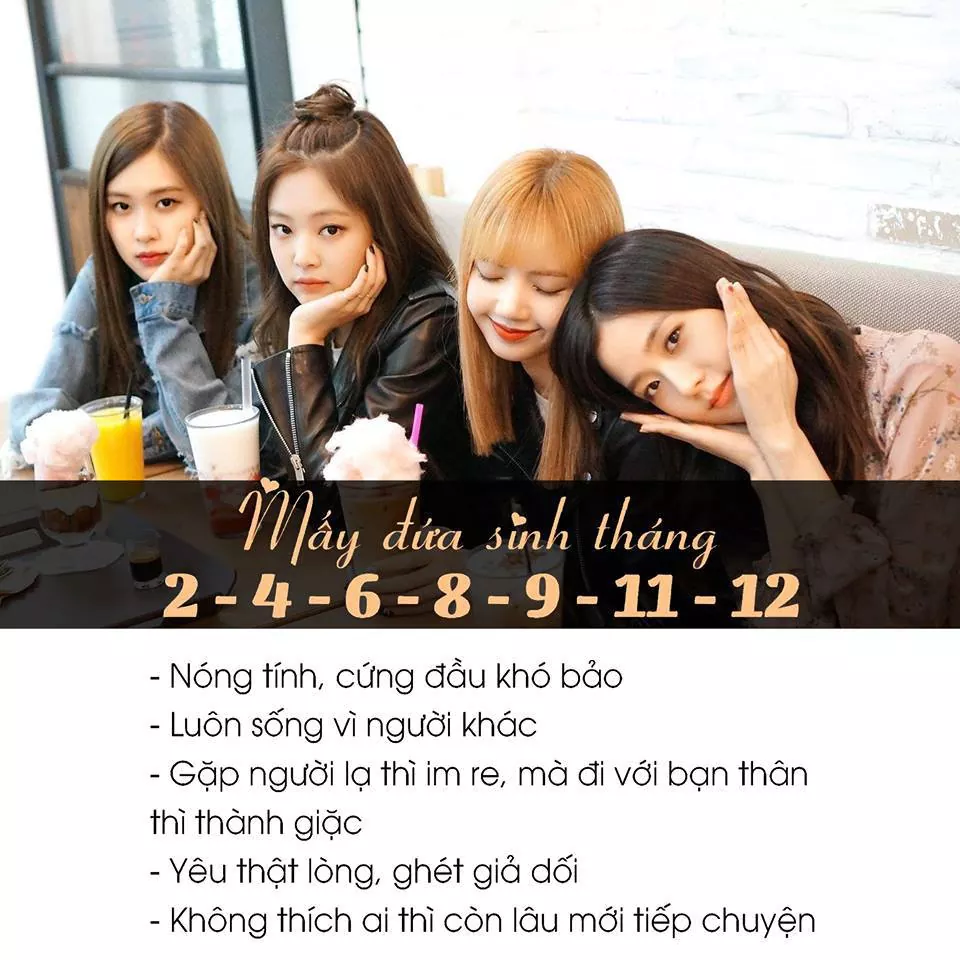 Mấy đứa sinh tháng
2 - 4 - 6 - 8 - 9 - 11 - 12
- Nóng tính, cứng đầu khó bảo
- Luôn sống vì người khác
- Gặp người lạ thì im re, mà đi với bạn thân
thì thành giặc
- Yêu thật lòng, ghét giả dối
- Không thích ai thì còn lâu mới tiếp chuyện